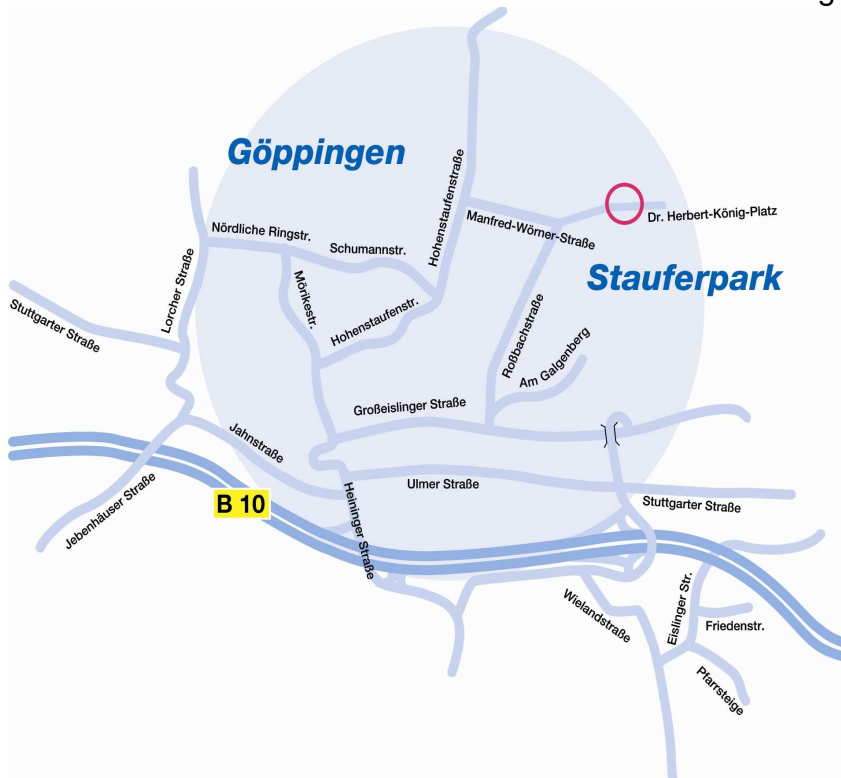 g
Göppingen
Hohenstaufenstraße
Dr. Herbert-König-Platz
Manfred-Wörner-Straße
Nördliche Ringstr.
Schumannstr.
Stauferpark
Lorcher Straße
Mörikestr.
Hohenstaufenstr.
Stuttgarter Straße
Roßbachstraße
Am Galgenberg
Großeislinger Straße
Jahnstraße
Ulmer Straße
Stuttgarter Straße
Jebenhäuser Straße
B 10
Heininger Straße
Wielandstraße
Eislinger Str.
Friedenstr.
Pfarrsteige